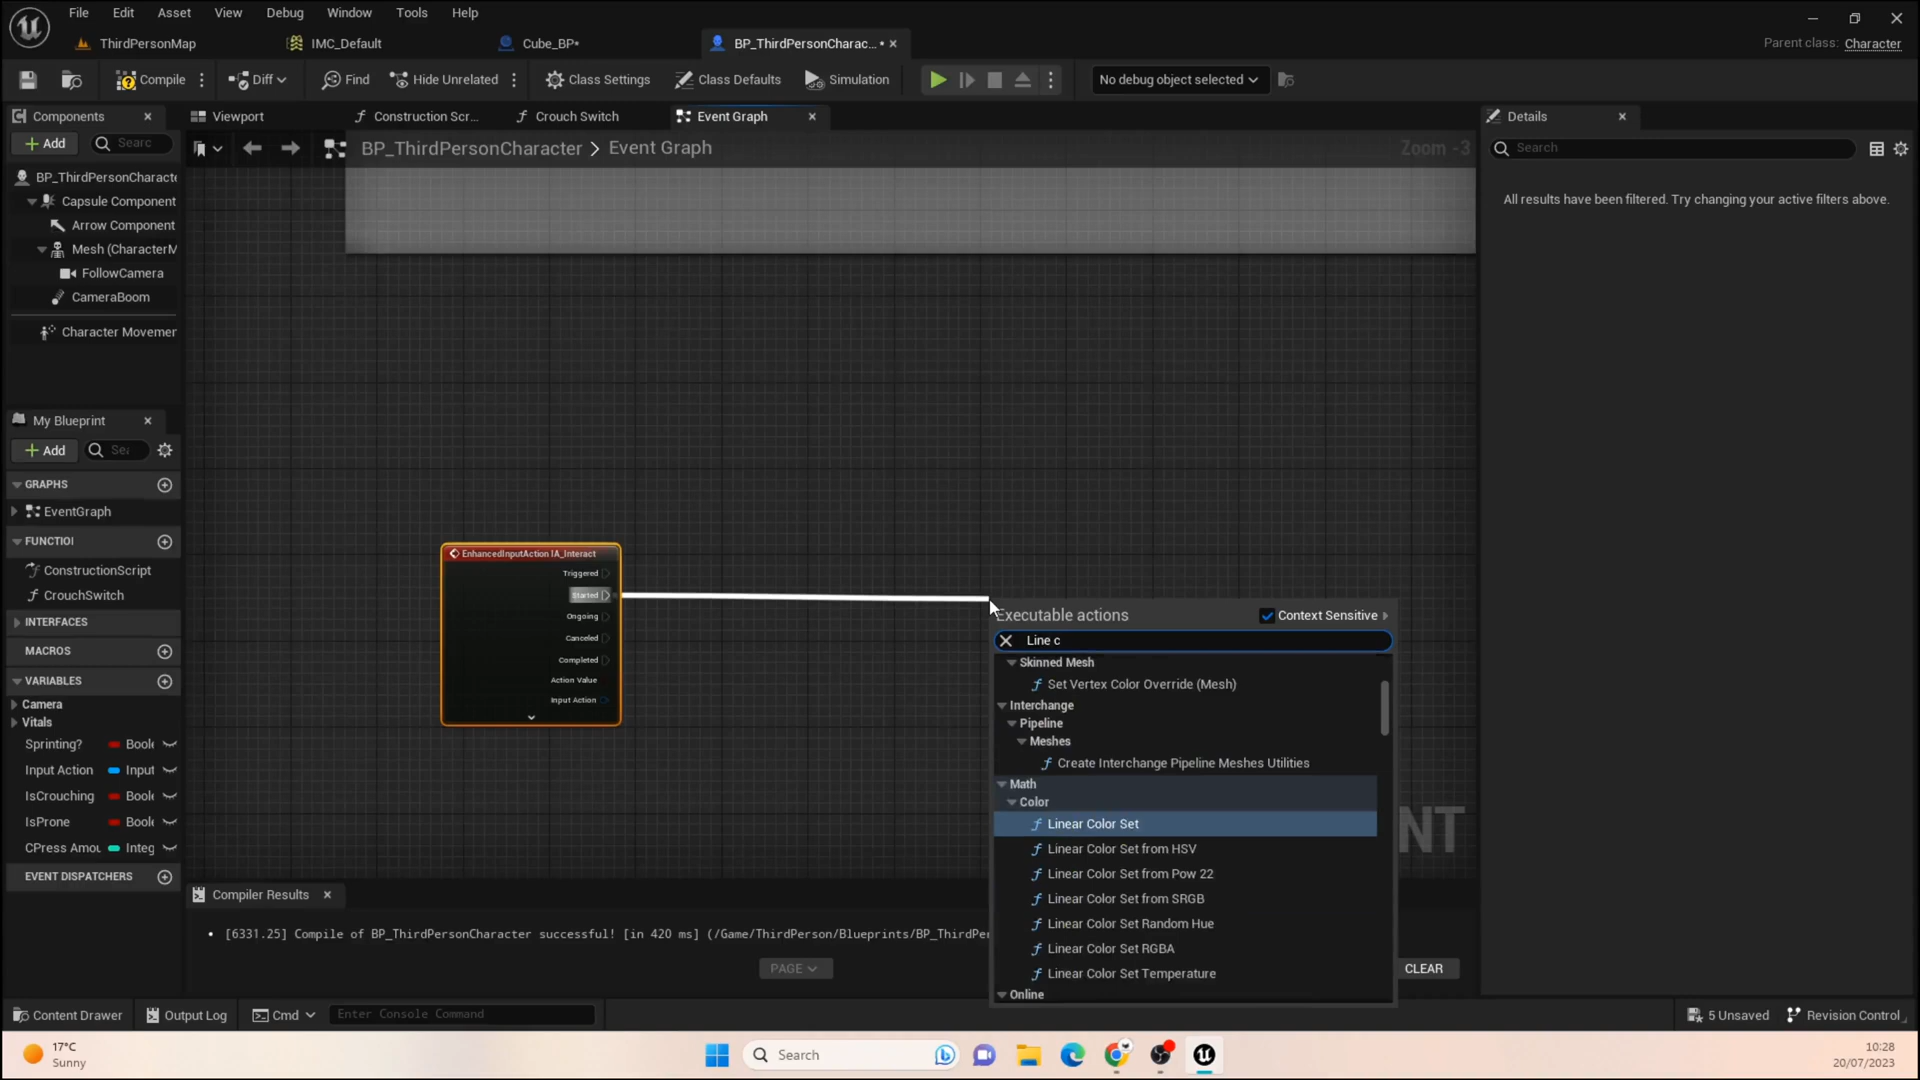 File Edit Asset View Debug Window Tools Help
ThirdPersonMap IMC_Default Cube_BP* BP_ThirdPersonCharac... •
Parent class: Character
Compile Diff Find Hide Unrelated Class Settings Class Defaults Simulation No debug object selected
Components Viewport Construction Scr... Crouch Switch Event Graph Details
Add Searc
BP_ThirdPersonCharacter > Event Graph Zoom -3
Search
BP_ThirdPersonCharacte
Capsule Component
Arrow Component
Mesh (CharacterM
FollowCamera
CameraBoom
Character Movemen
All results have been filtered. Try changing your active filters above.
My Blueprint
Add Sea
GRAPHS
EventGraph
FUNCTIOI
ConstructionScript
CrouchSwitch
INTERFACES
MACROS
VARIABLES
Camera
Vitals
Sprinting? Boole
Input Action Input
IsCrouching Boole
IsProne Boole
CPress Amou Integ
EVENT DISPATCHERS
EnhancedInputAction IA_Interact
Triggered
Started
Ongoing
Canceled
Completed
Action Value
Input Action
Executable actions Context Sensitive
Line c
Skinned Mesh
Set Vertex Color Override (Mesh)
Interchange
Pipeline
Meshes
Create Interchange Pipeline Meshes Utilities
Math
Color
Linear Color Set
Linear Color Set from HSV
Linear Color Set from Pow 22
Linear Color Set from SRGB
Linear Color Set Random Hue
Linear Color Set RGBA
Linear Color Set Temperature
Online
NT
Compiler Results
[6331.25] Compile of BP_ThirdPersonCharacter successful! [in 420 ms] (/Game/ThirdPerson/Blueprints/BP_ThirdPer
PAGE CLEAR
Content Drawer Output Log Cmd Enter Console Command 5 Unsaved Revision Control
17°C
Sunny
Search
10:28
20/07/2023